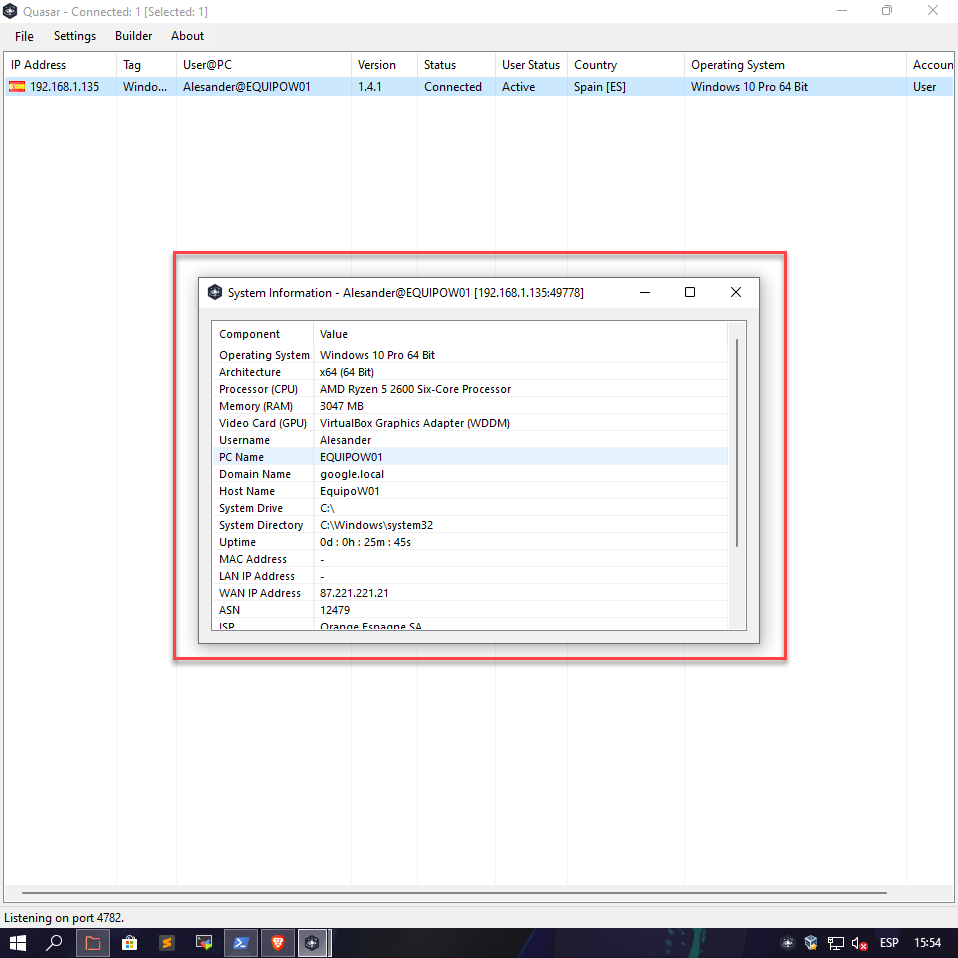 Quasar - Connected: 1 [Selected: 1]
File Settings Builder About
IP Address Tag User@PC Version Status User Status Country Operating System Accoun
192.168.1.135 Windo... Alesander@EQUIPOW01 1.4.1 Connected Active Spain [ES] Windows 10 Pro 64 Bit User
System Information - Alesander@EQUIPOW01 [192.168.1.135:49778]
Component Value
Operating System Windows 10 Pro 64 Bit
Architecture x64 (64 Bit)
Processor (CPU) AMD Ryzen 5 2600 Six-Core Processor
Memory (RAM) 3047 MB
Video Card (GPU) VirtualBox Graphics Adapter (WDDM)
Username Alesander
PC Name EQUIPOW01
Domain Name google.local
Host Name EquipoW01
System Drive C:\
System Directory C:\Windows\system32
Uptime 0d : 0h : 25m : 45s
MAC Address -
LAN IP Address -
WAN IP Address 87.221.221.21
ASN 12479
ISP Orange Espagne SA
Listening on port 4782.
ESP 15:54